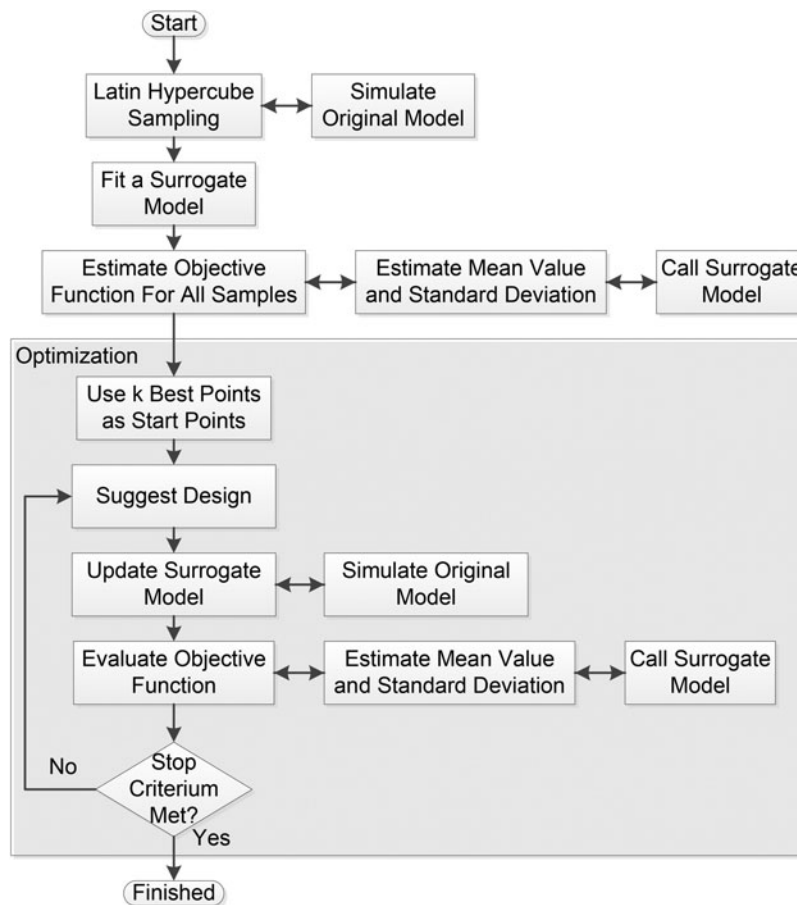 Start
Latin Hypercube
Sampling
Simulate
Original Model
Fit a Surrogate
Model
Estimate Objective
Function For All Samples
Estimate Mean Value
and Standard Deviation
Call Surrogate
Model
Optimization
Use k Best Points
as Start Points
Suggest Design
Update Surrogate
Model
Simulate Original
Model
Evaluate Objective
Function
Estimate Mean Value
and Standard Deviation
Call Surrogate
Model
Stop
Criterium
Met?
No
Yes
Finished